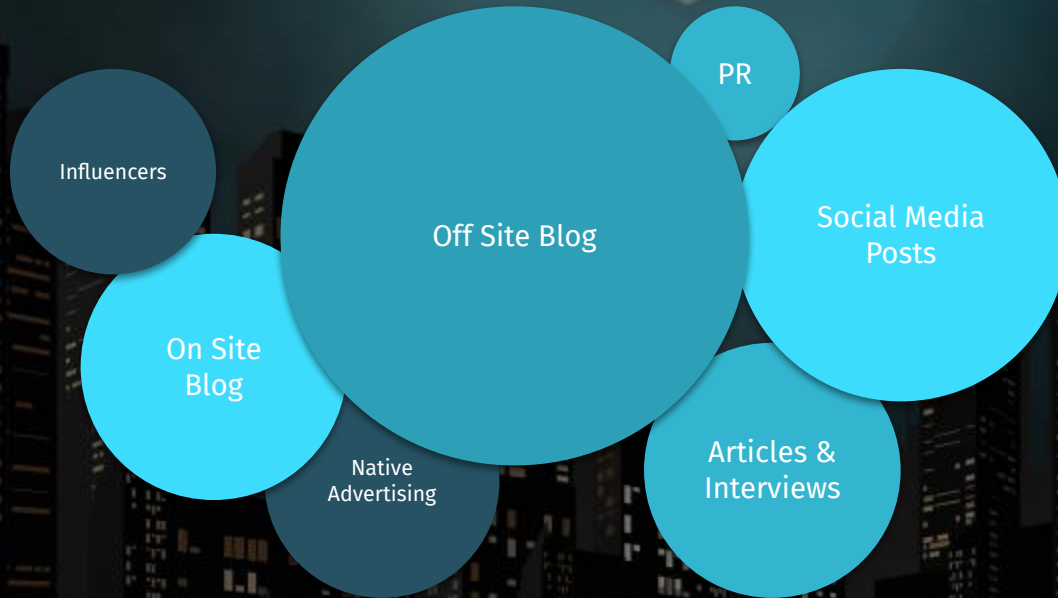 PR
Influencers
Off Site Blog
Social Media
Posts
On Site
Blog
Native
Advertising
Articles &
Interviews